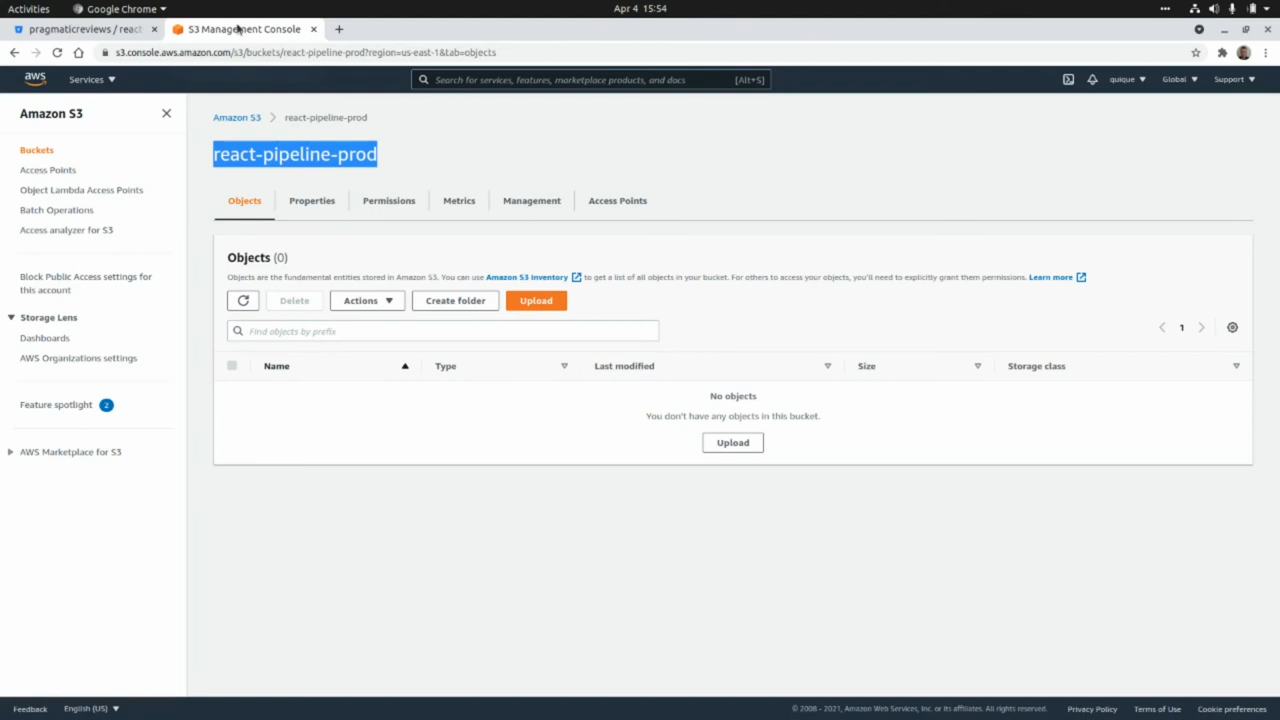 Activities Google Chrome Apr 4 15:54
pragmaticreviews / react S3 Management Console
s3.console.aws.amazon.com/s3/buckets/react-pipeline-prod?region=us-east-1&tab=objects
aws Services Search for services, features, marketplace products, and docs [Alt+S] quique Global Support
Amazon S3
Buckets
Access Points
Object Lambda Access Points
Batch Operations
Access analyzer for S3
Block Public Access settings for
this account
Storage Lens
Dashboards
AWS Organizations settings
Feature spotlight 2
AWS Marketplace for S3
Amazon S3 react-pipeline-prod
react-pipeline-prod
Objects Properties Permissions Metrics Management Access Points
Objects (0)
Objects are the fundamental entities stored in Amazon S3. You can use Amazon S3 inventory to get a list of all objects in your bucket. For others to access your objects, you'll need to explicitly grant them permissions. Learn more
Delete Actions Create folder Upload
Find objects by prefix 1
Name Type Last modified Size Storage class
No objects
You don't have any objects in this bucket.
Upload
Feedback English (US) © 2008 - 2021, Amazon Web Services, Inc. or its affiliates. All rights reserved. Privacy Policy Terms of Use Cookie preferences